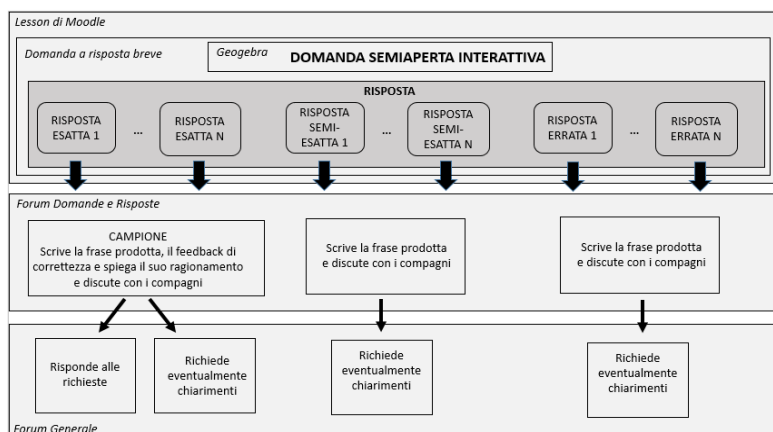 Lesson di Moodle
Domanda a risposta breve
Geogebra
DOMANDA SEMIAPERTA INTERATTIVA
RISPOSTA
RISPOSTA
ESATTA 1
...
RISPOSTA
ESATTA N
RISPOSTA
SEMI-
ESATTA 1
...
RISPOSTA
SEMI-
ESATTA N
RISPOSTA
ERRATA 1
...
RISPOSTA
ERRATA N
Forum Domande e Risposte
CAMPIONE
Scrive la frase prodotta, il feedback di
correttezza e spiega il suo ragionamento
e discute con i compagni
Scrive la frase prodotta
e discute con i compagni
Scrive la frase prodotta
e discute con i compagni
Risponde alle
richieste
Richiede
eventualmente
chiarimenti
Richiede
eventualmente
chiarimenti
Richiede
eventualmente
chiarimenti
Forum Generale